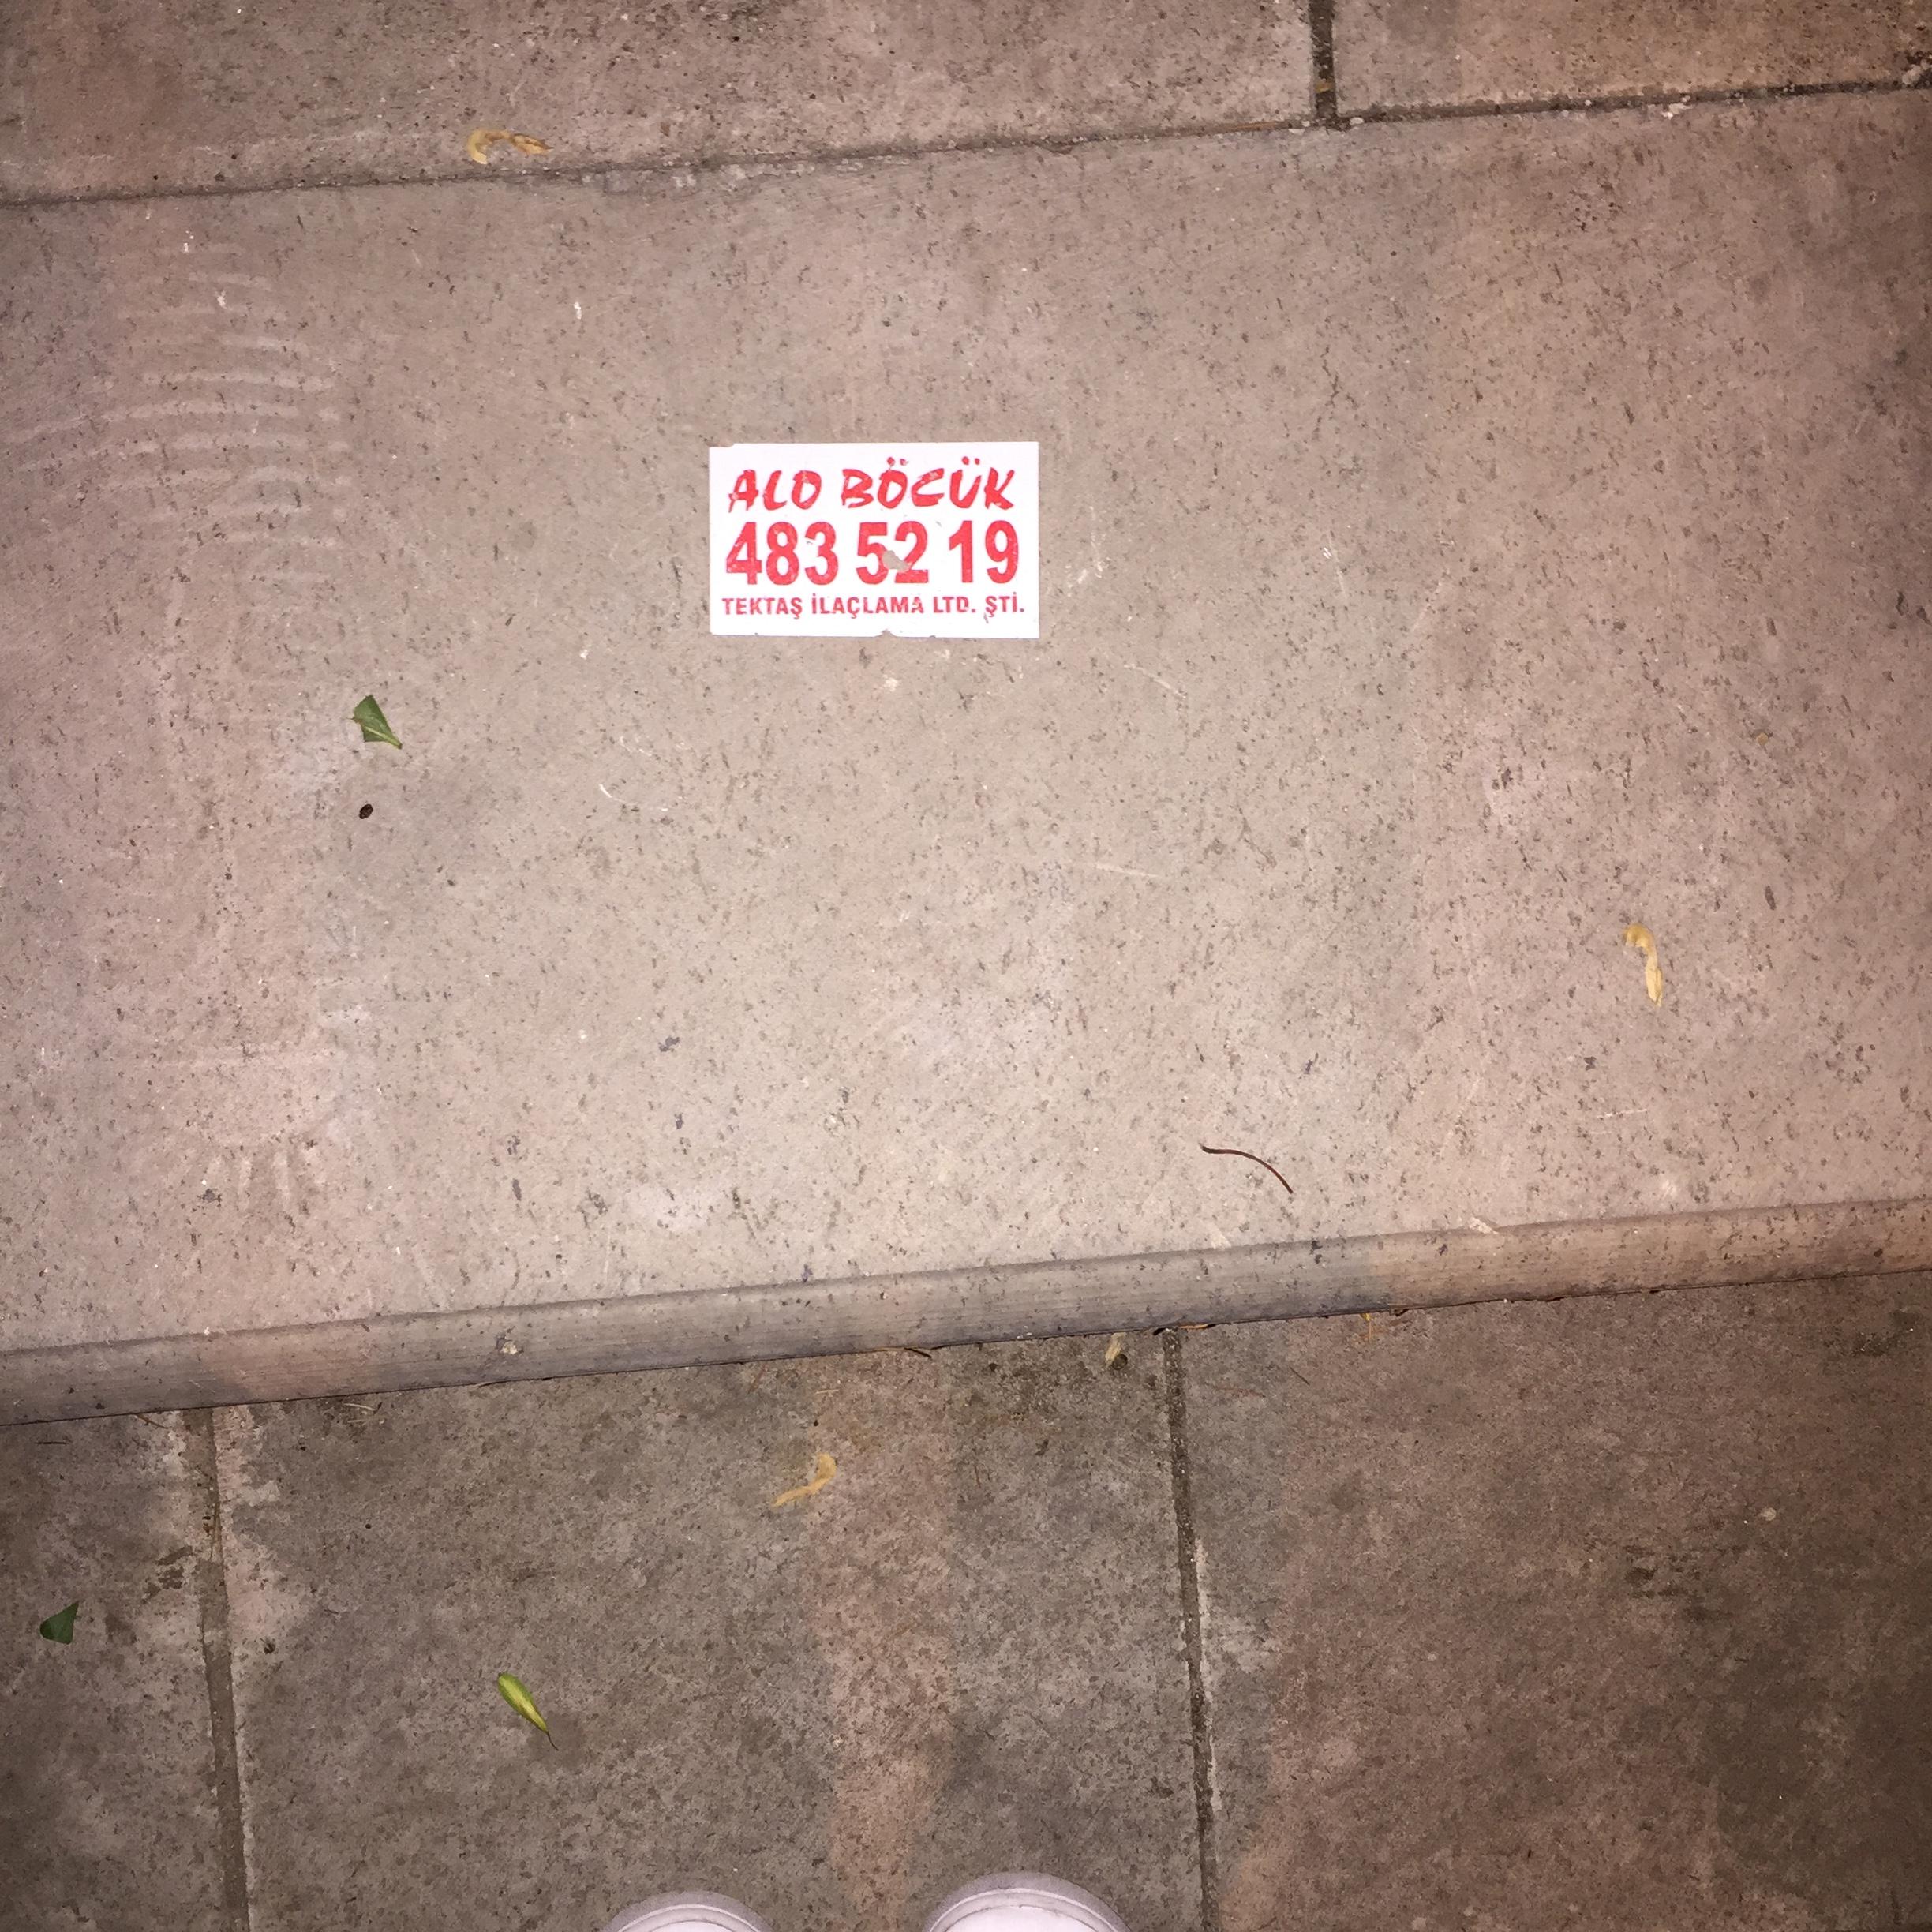 ALO BÖCÜK
483 52 19
TEKTAŞ İLAÇLAMA LTD. ŞTİ.